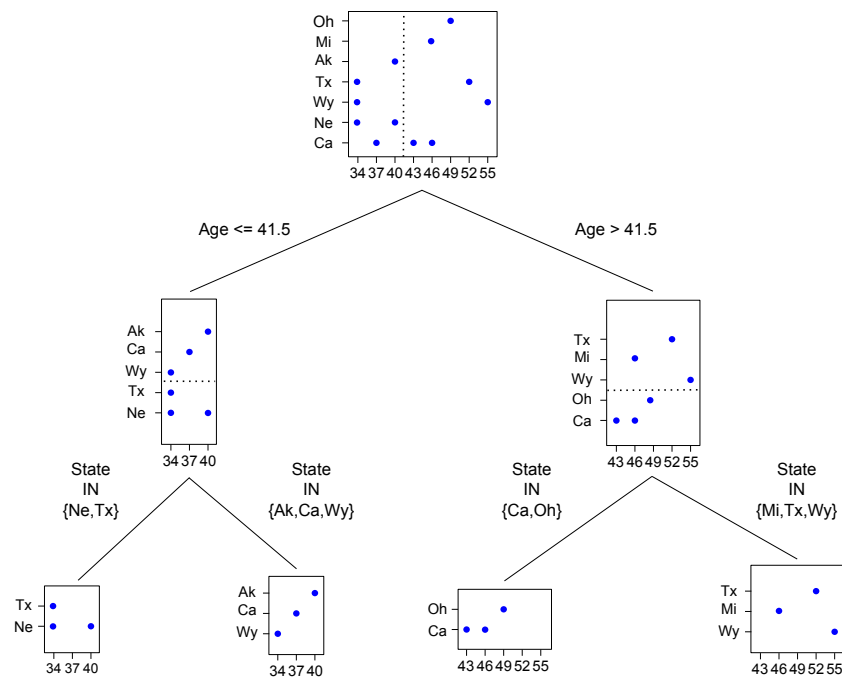 Oh
Mi
Ak
Tx
Wy
Ne
Ca
34 37 40 43 46 49 52 55
Age <= 41.5
Age > 41.5
Ak
Ca
Wy
Tx
Ne
34 37 40
Tx
Mi
Wy
Oh
Ca
43 46 49 52 55
State
IN
{Ne,Tx}
State
IN
{Ak,Ca,Wy}
State
IN
{Ca,Oh}
State
IN
{Mi,Tx,Wy}
Tx
Ne
34 37 40
Ak
Ca
Wy
34 37 40
Oh
Ca
43 46 49 52 55
Tx
Mi
Wy
43 46 49 52 55